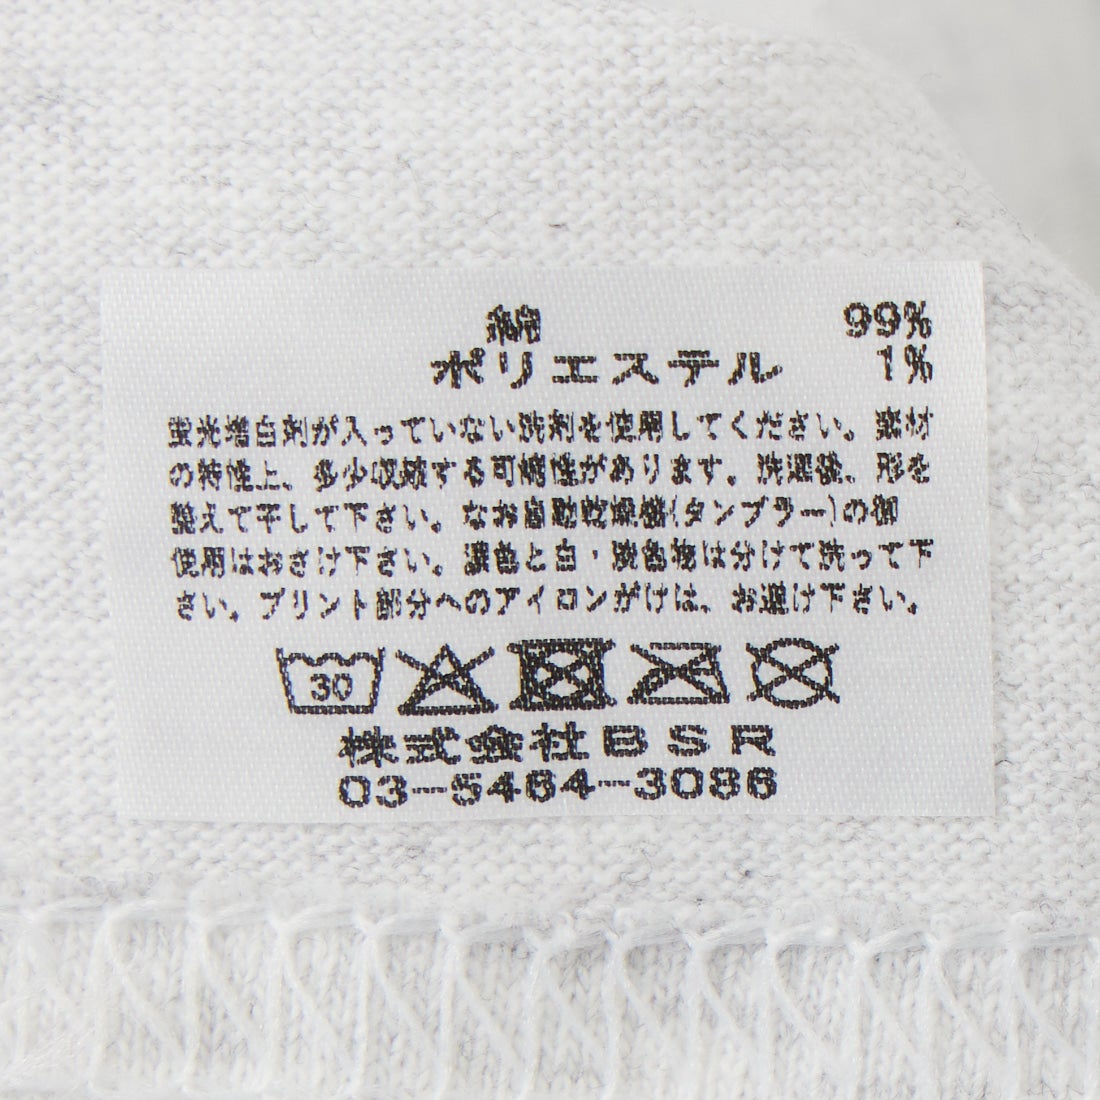 綿 99%
ポリエステル 1%
蛍光増白剤が入っていない洗剤を使用してください。素材
の特性上、多少収縮する可能性があります。洗濯後、形を
整えて干して下さい。なお自動乾燥機(タンブラー)の御
使用はおさけ下さい。濃色と白・淡色物は分けて洗って下
さい。プリント部分へのアイロンがけは、お避け下さい。
30
株式会社BSR
03-5464-3086